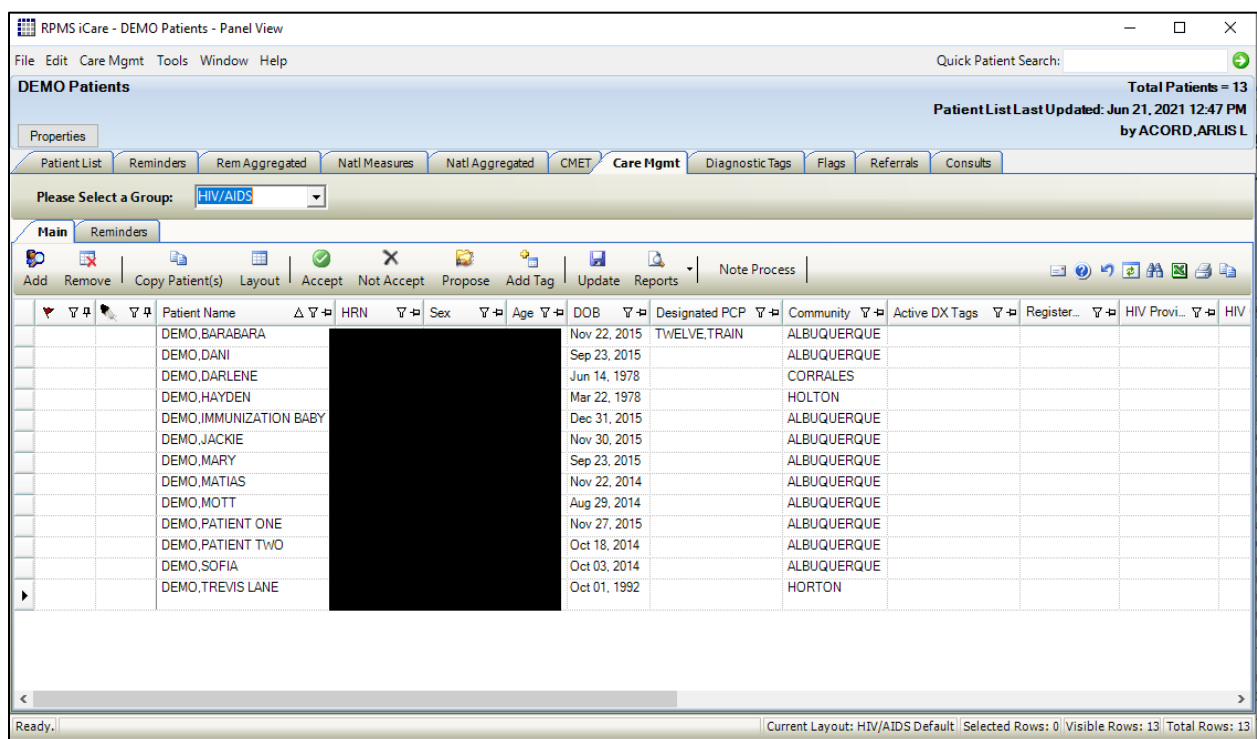 RPMS iCare - DEMO Patients - Panel View
File Edit Care Mgmt Tools Window Help Quick Patient Search:
DEMO Patients Total Patients = 13
Patient List Last Updated: Jun 21, 2021 12:47 PM
Properties by ACORD,ARLIS L
Patient List Reminders Rem Aggregated Natl Measures Natl Aggregated CMET Care Mgmt Diagnostic Tags Flags Referrals Consults
Please Select a Group: HIV/AIDS
Main Reminders
Add Remove Copy Patient(s) Layout Accept Not Accept Propose Add Tag Update Reports Note Process
Patient Name HRN Sex Age DOB Designated PCP Community Active DX Tags Register... HIV Provi... HIV
DEMO,BARABARA Nov 22, 2015 TWELVE,TRAIN ALBUQUERQUE
DEMO,DANI Sep 23, 2015 ALBUQUERQUE
DEMO,DARLENE Jun 14, 1978 CORRALES
DEMO,HAYDEN Mar 22, 1978 HOLTON
DEMO,IMMUNIZATION BABY Dec 31, 2015 ALBUQUERQUE
DEMO,JACKIE Nov 30, 2015 ALBUQUERQUE
DEMO,MARY Sep 23, 2015 ALBUQUERQUE
DEMO,MATIAS Nov 22, 2014 ALBUQUERQUE
DEMO,MOTT Aug 29, 2014 ALBUQUERQUE
DEMO,PATIENT ONE Nov 27, 2015 ALBUQUERQUE
DEMO,PATIENT TWO Oct 18, 2014 ALBUQUERQUE
DEMO,SOFIA Oct 03, 2014 ALBUQUERQUE
DEMO,TREVIS LANE Oct 01, 1992 HORTON
Ready. Current Layout: HIV/AIDS Default Selected Rows: 0 Visible Rows: 13 Total Rows: 13